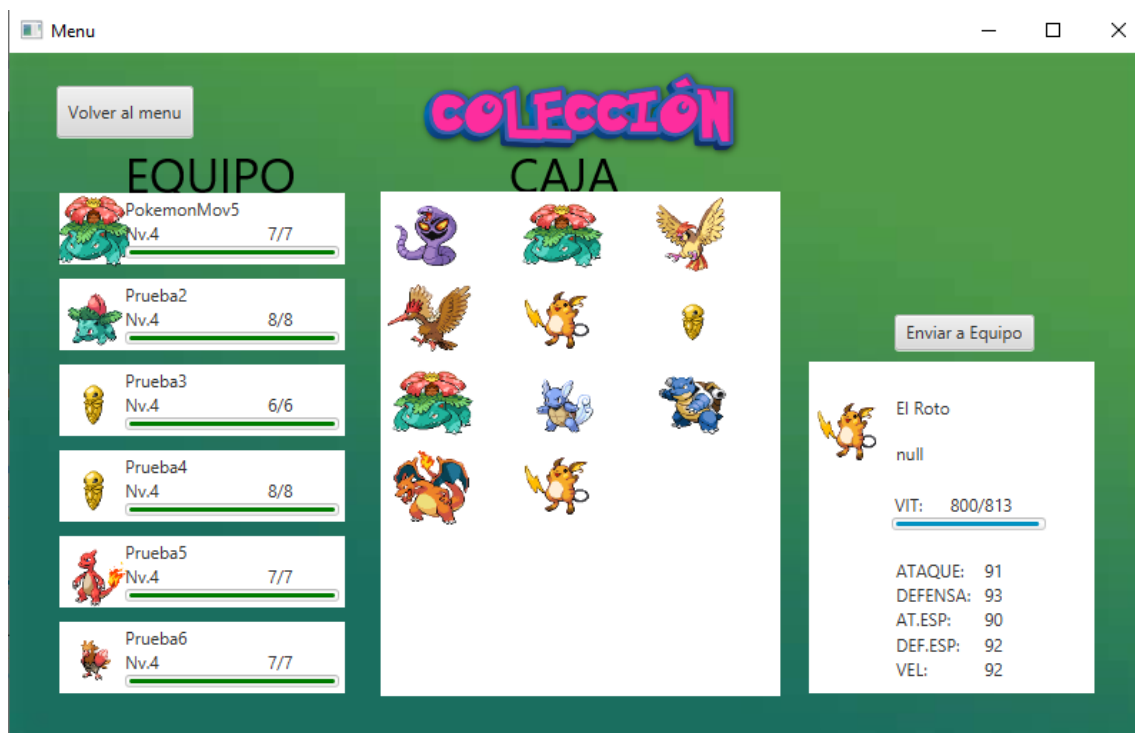 Menu
Volver al menu
COLECCIÓN
EQUIPO
CAJA
PokemonMov5
Nv.4 7/7
Prueba2
Nv.4 8/8
Prueba3
Nv.4 6/6
Prueba4
Nv.4 8/8
Prueba5
Nv.4 7/7
Prueba6
Nv.4 7/7
Enviar a Equipo
El Roto
null
VIT: 800/813
ATAQUE: 91
DEFENSA: 93
AT.ESP: 90
DEF.ESP: 92
VEL: 92